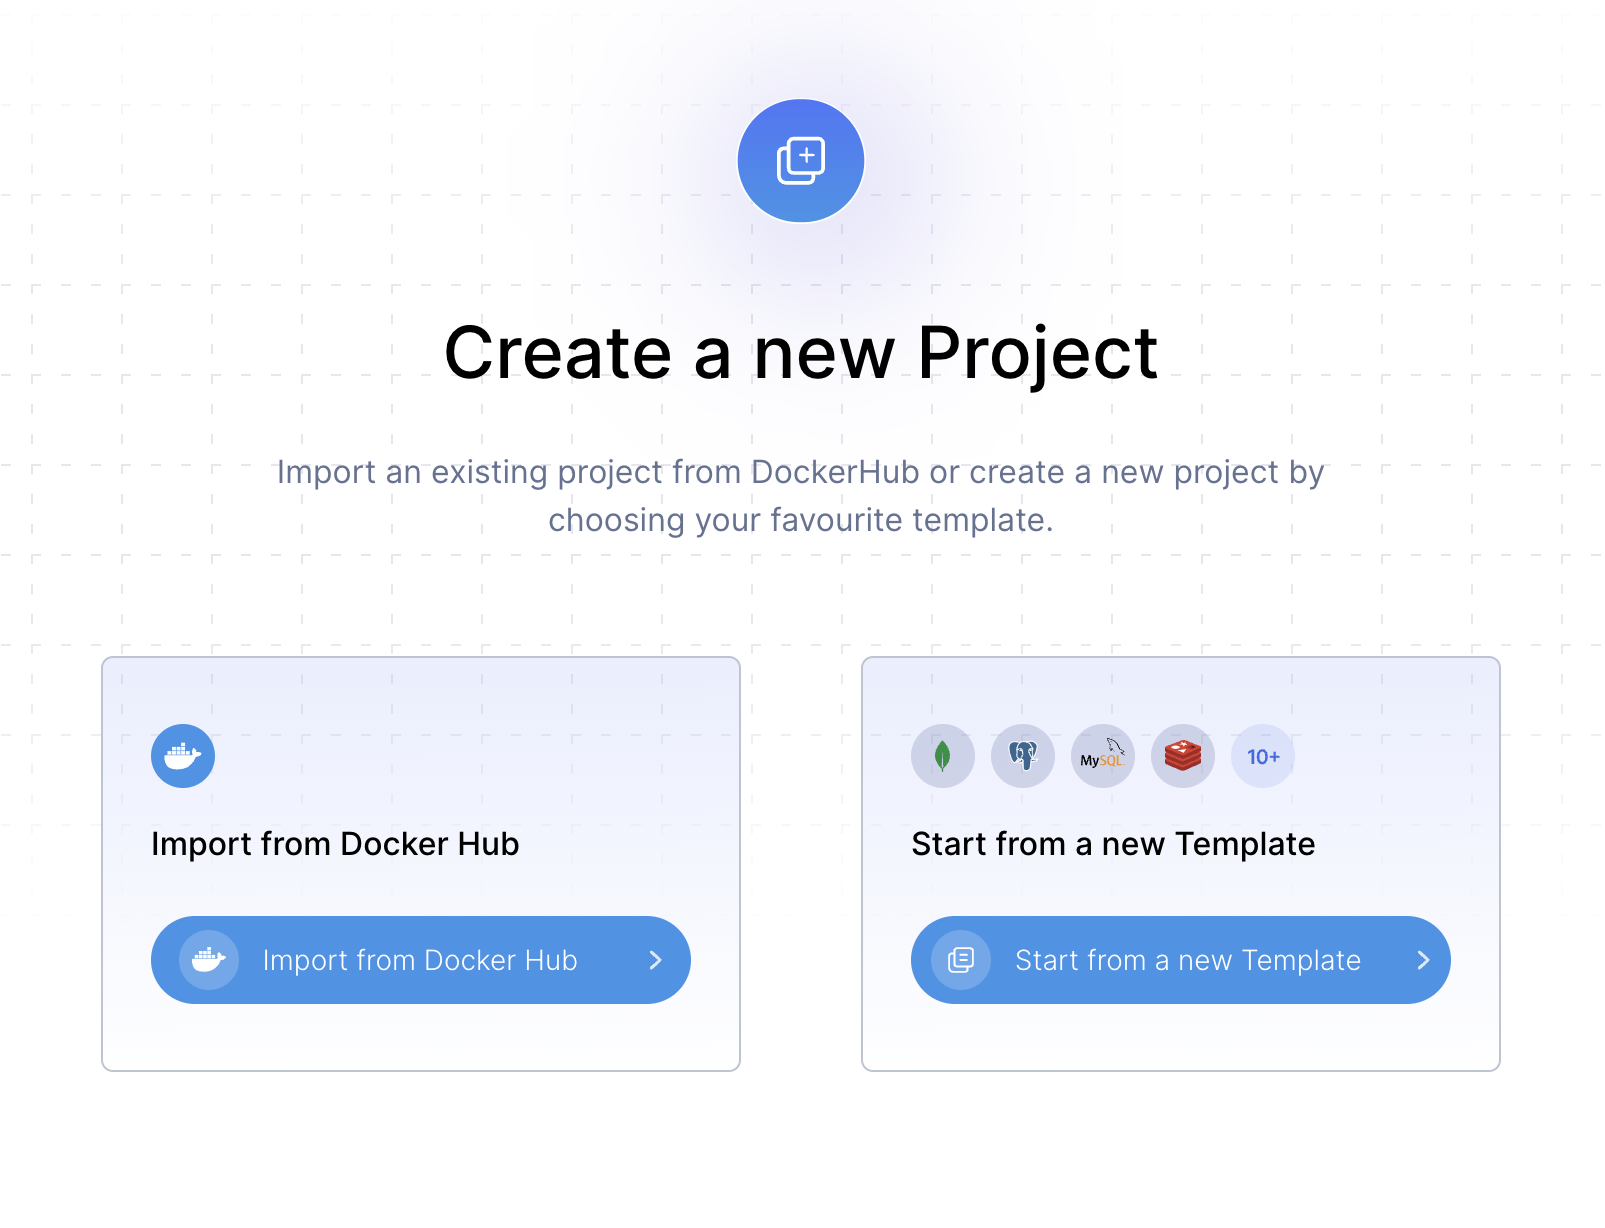 Create a new Project
Import an existing project from DockerHub or create a new project by
choosing your favourite template.
MySQL
10+
Import from Docker Hub
Start from a new Template
Import from Docker Hub
Start from a new Template